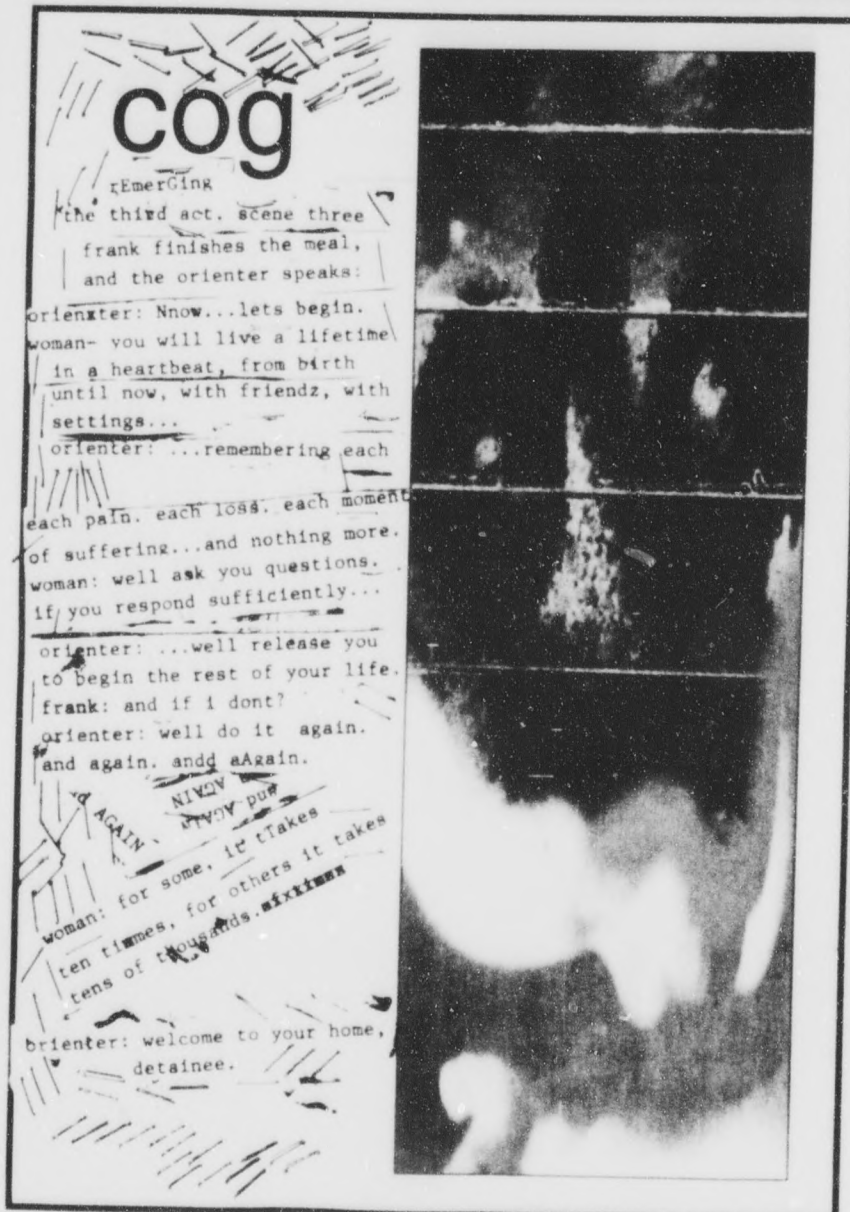 cog
rEmerGing
the third act. scene three
frank finishes the meal,
and the orienter speaks:
orienxter: Nnow...lets begin.
woman- you will live a lifetime
in a heartbeat, from birth
until now, with friendz, with
settings...
orienter: ...remembering each
each pain. each loss. each moment
of suffering...and nothing more.
woman: well ask you questions.
if you respond sufficiently...
orienter: ...well release you
to begin the rest of your life.
frank: and if i dont?
orienter: well do it again.
and again. andd aAgain.
AGAIN
and AGAIN
AGAIN
woman: for some, it tTakes
ten timmes, for others it takes
tens of tHousands.
orienter: welcome to your home,
detainee.